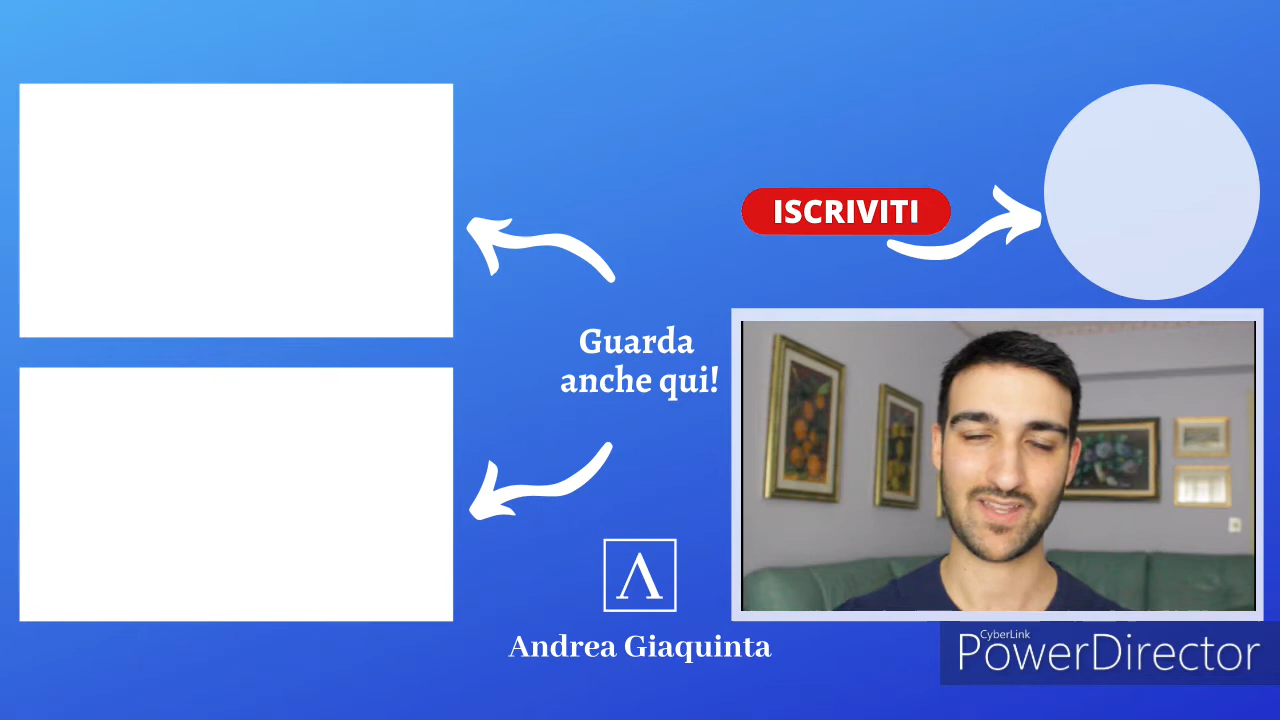 ISCRIVITI
Guarda
anche qui!
Andrea Giaquinta
CyberLink
PowerDirector